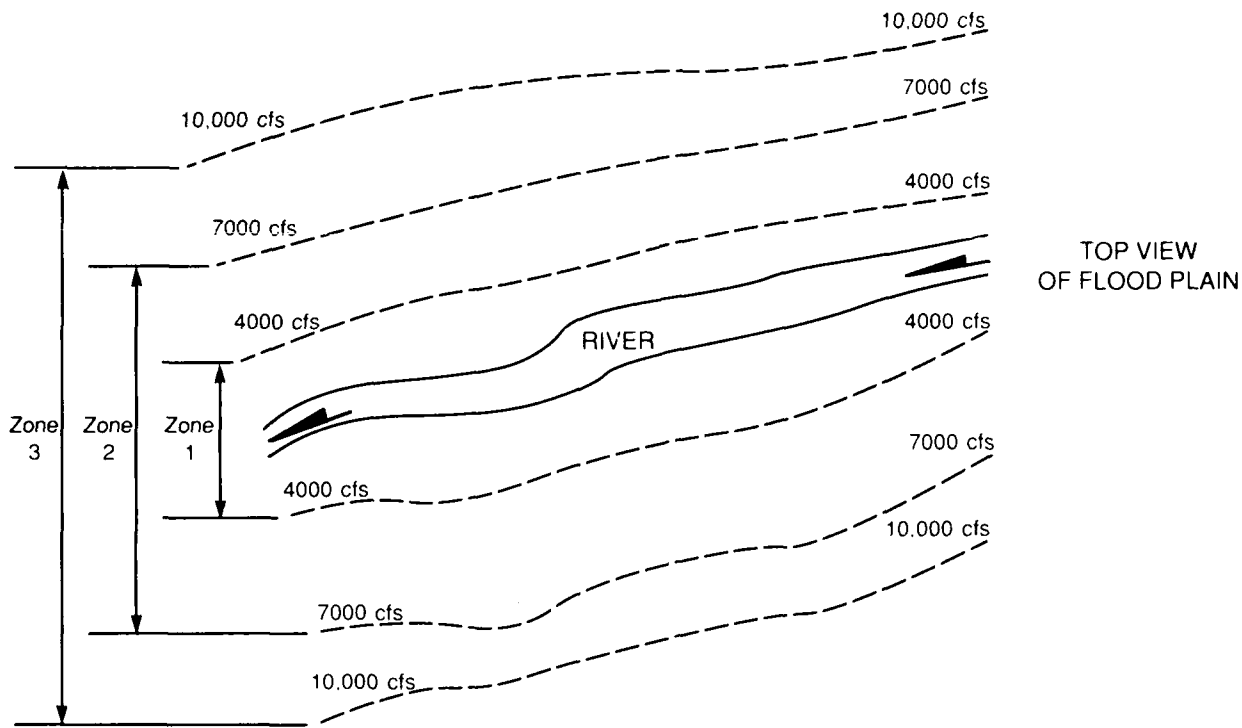 10,000 cfs
7000 cfs
10,000 cfs
4000 cfs
7000 cfs
TOP VIEW
OF FLOOD PLAIN
4000 cfs
4000 cfs
RIVER
Zone
3
Zone
2
Zone
1
7000 cfs
4000 cfs
10,000 cfs
7000 cfs
10,000 cfs